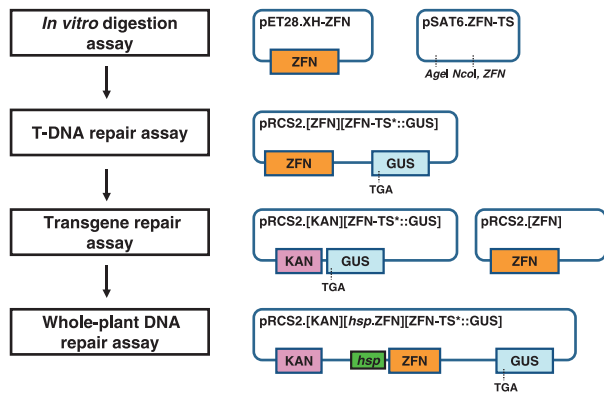 In vitro digestion
assay
pET28.XH-ZFN
ZFN
pSAT6.ZFN-TS
AgeI NcoI, ZFN
T-DNA repair assay
pRCS2.[ZFN][ZFN-TS*::GUS]
ZFN
GUS
TGA
Transgene repair
assay
pRCS2.[KAN][ZFN-TS*::GUS]
KAN
GUS
TGA
pRCS2.[ZFN]
ZFN
Whole-plant DNA
repair assay
pRCS2.[KAN][hsp.ZFN][ZFN-TS*::GUS]
KAN
hsp
ZFN
GUS
TGA